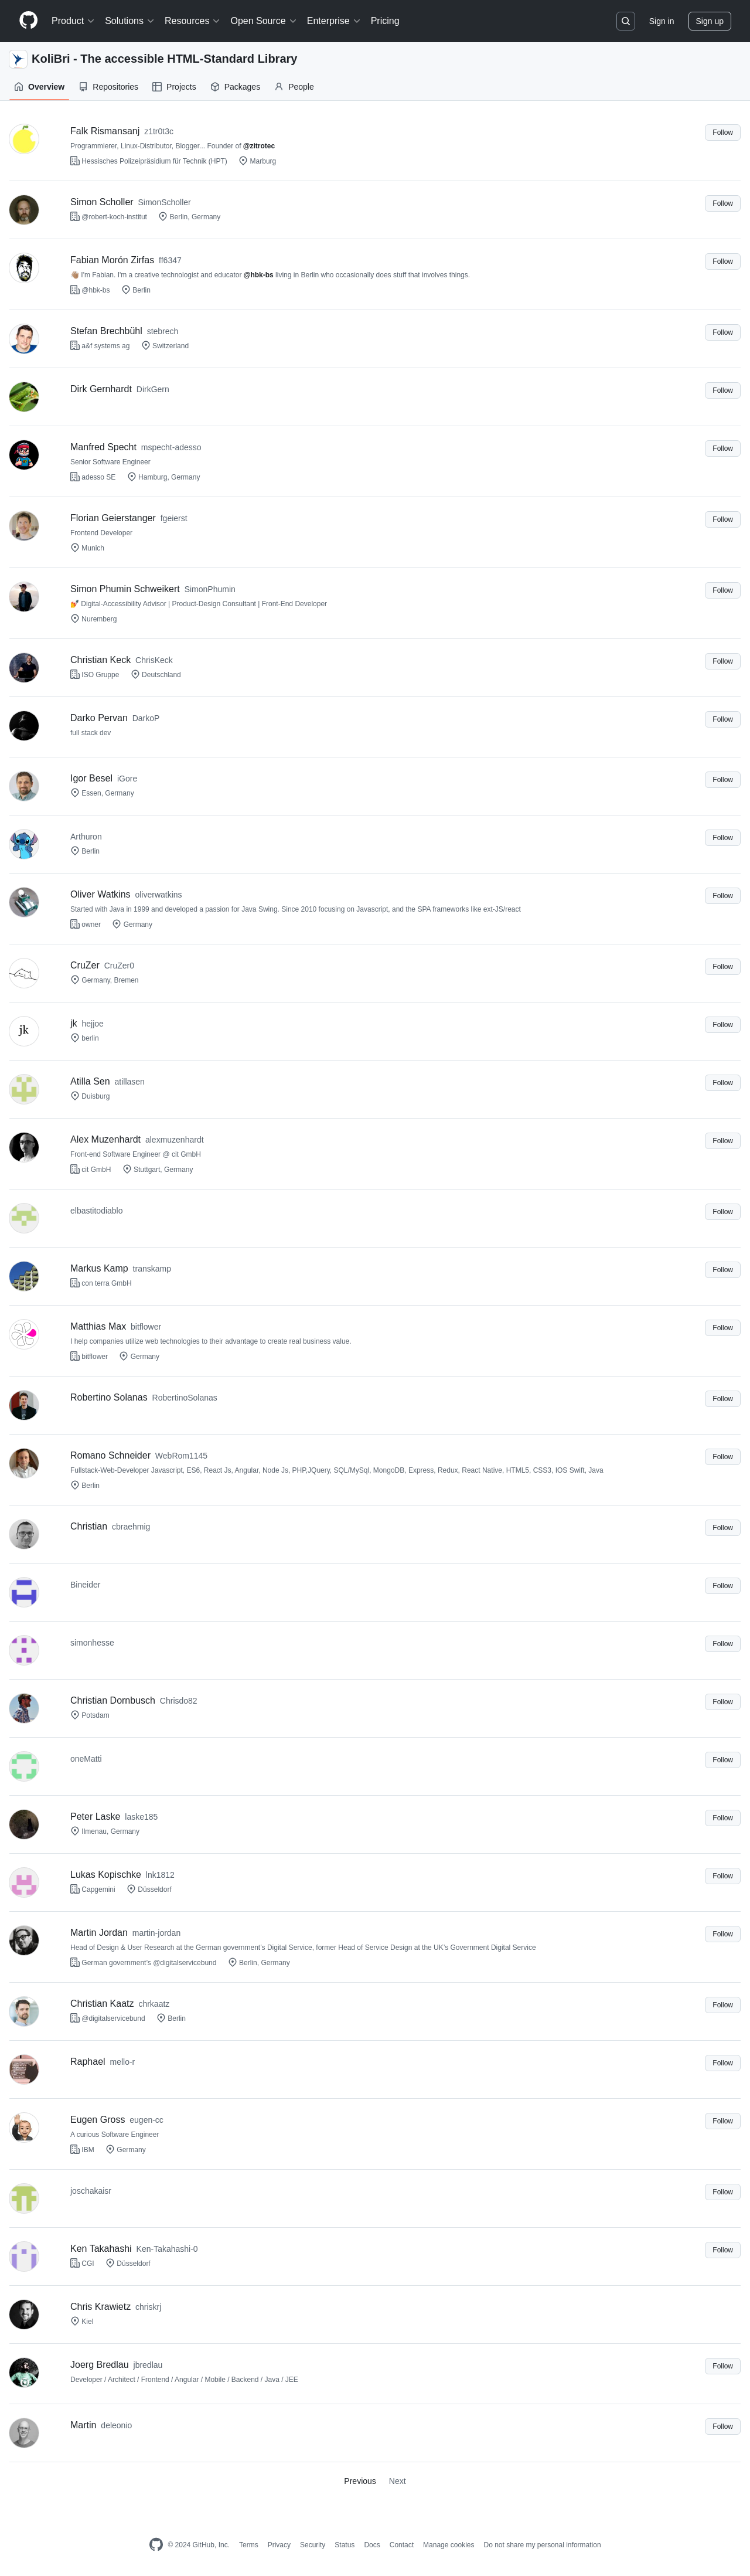 Product Solutions Resources Open Source Enterprise Pricing Sign in Sign up
KoliBri - The accessible HTML-Standard Library
Overview Repositories Projects Packages People
Falk Rismansanj z1tr0t3c Follow
Programmierer, Linux-Distributor, Blogger... Founder of @zitrotec
Hessisches Polizeipräsidium für Technik (HPT) Marburg
Simon Scholler SimonScholler Follow
@robert-koch-institut Berlin, Germany
Fabian Morón Zirfas ff6347 Follow
I'm Fabian. I'm a creative technologist and educator @hbk-bs living in Berlin who occasionally does stuff that involves things.
@hbk-bs Berlin
Stefan Brechbühl stebrech Follow
a&f systems ag Switzerland
Dirk Gernhardt DirkGern Follow
Manfred Specht mspecht-adesso Follow
Senior Software Engineer
adesso SE Hamburg, Germany
Florian Geierstanger fgeierst Follow
Frontend Developer
Munich
Simon Phumin Schweikert SimonPhumin Follow
💅 Digital-Accessibility Advisor | Product-Design Consultant | Front-End Developer
Nuremberg
Christian Keck ChrisKeck Follow
ISO Gruppe Deutschland
Darko Pervan DarkoP Follow
full stack dev
Igor Besel iGore Follow
Essen, Germany
Arthuron Follow
Berlin
Oliver Watkins oliverwatkins Follow
Started with Java in 1999 and developed a passion for Java Swing. Since 2010 focusing on Javascript, and the SPA frameworks like ext-JS/react
owner Germany
CruZer CruZer0 Follow
Germany, Bremen
jk
jk hejjoe Follow
berlin
Atilla Sen atillasen Follow
Duisburg
Alex Muzenhardt alexmuzenhardt Follow
Front-end Software Engineer @ cit GmbH
cit GmbH Stuttgart, Germany
elbastitodiablo Follow
Markus Kamp transkamp Follow
con terra GmbH
Matthias Max bitflower Follow
I help companies utilize web technologies to their advantage to create real business value.
bitflower Germany
Robertino Solanas RobertinoSolanas Follow
Romano Schneider WebRom1145 Follow
Fullstack-Web-Developer Javascript, ES6, React Js, Angular, Node Js, PHP,JQuery, SQL/MySql, MongoDB, Express, Redux, React Native, HTML5, CSS3, IOS Swift, Java
Berlin
Christian cbraehmig Follow
Bineider Follow
simonhesse Follow
Christian Dornbusch Chrisdo82 Follow
Potsdam
oneMatti Follow
Peter Laske laske185 Follow
Ilmenau, Germany
Lukas Kopischke lnk1812 Follow
Capgemini Düsseldorf
Martin Jordan martin-jordan Follow
Head of Design & User Research at the German government's Digital Service, former Head of Service Design at the UK's Government Digital Service
German government's @digitalservicebund Berlin, Germany
Christian Kaatz chrkaatz Follow
@digitalservicebund Berlin
Raphael mello-r Follow
Eugen Gross eugen-cc Follow
A curious Software Engineer
IBM Germany
joschakaisr Follow
Ken Takahashi Ken-Takahashi-0 Follow
CGI Düsseldorf
Chris Krawietz chriskrj Follow
Kiel
Joerg Bredlau jbredlau Follow
Developer / Architect / Frontend / Angular / Mobile / Backend / Java / JEE
Martin deleonio Follow
Previous Next
© 2024 GitHub, Inc. Terms Privacy Security Status Docs Contact Manage cookies Do not share my personal information